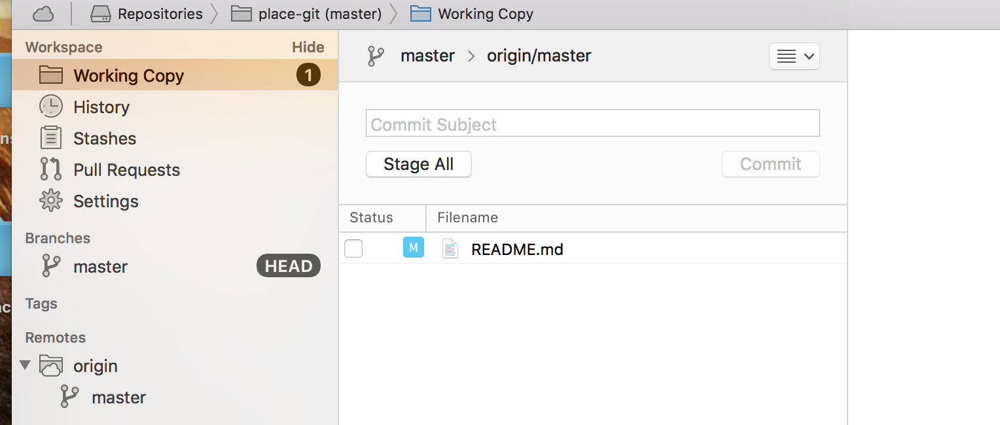 Repositories place-git (master) Working Copy
Workspace Hide
Working Copy 1
History
Stashes
Pull Requests
Settings
Branches
master HEAD
Tags
Remotes
origin
master
master > origin/master
Commit Subject
Stage All Commit
Status Filename
M README.md